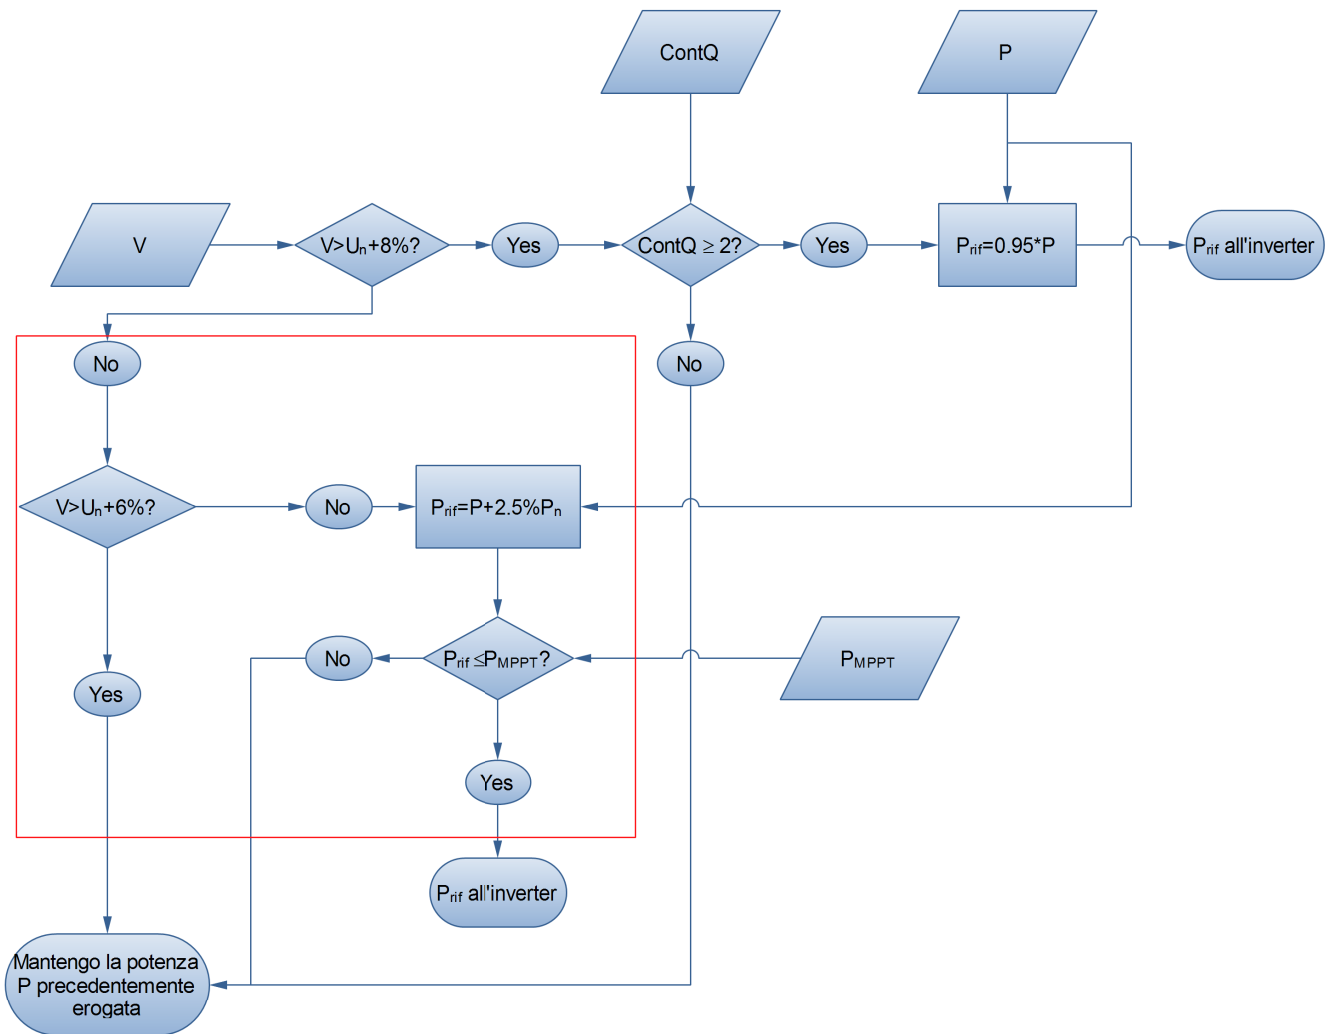 ContQ
P
V
V>Un+8%?
Yes
ContQ ≥ 2?
Yes
Prif=0.95*P
Prif all'inverter
No
No
V>Un+6%?
No
Prif=P+2.5%Pn
No
Prif ≤PMPPT?
PMPPT
Yes
Yes
Prif all'inverter
Mantengo la potenza
P precedentemente
erogata